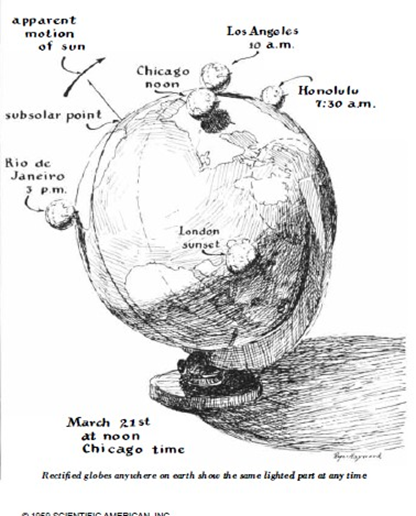 apparent
motion
of sun
Los Angeles
10 a.m.
Chicago
noon
Honolulu
7:30 a.m.
subsolar point
Rio de
Janeiro
3 p.m.
London
sunset
March 21st
at noon
Chicago time
Rectified globes anywhere on earth show the same lighted part at any time
© 1959 SCIENTIFIC AMERICAN, INC